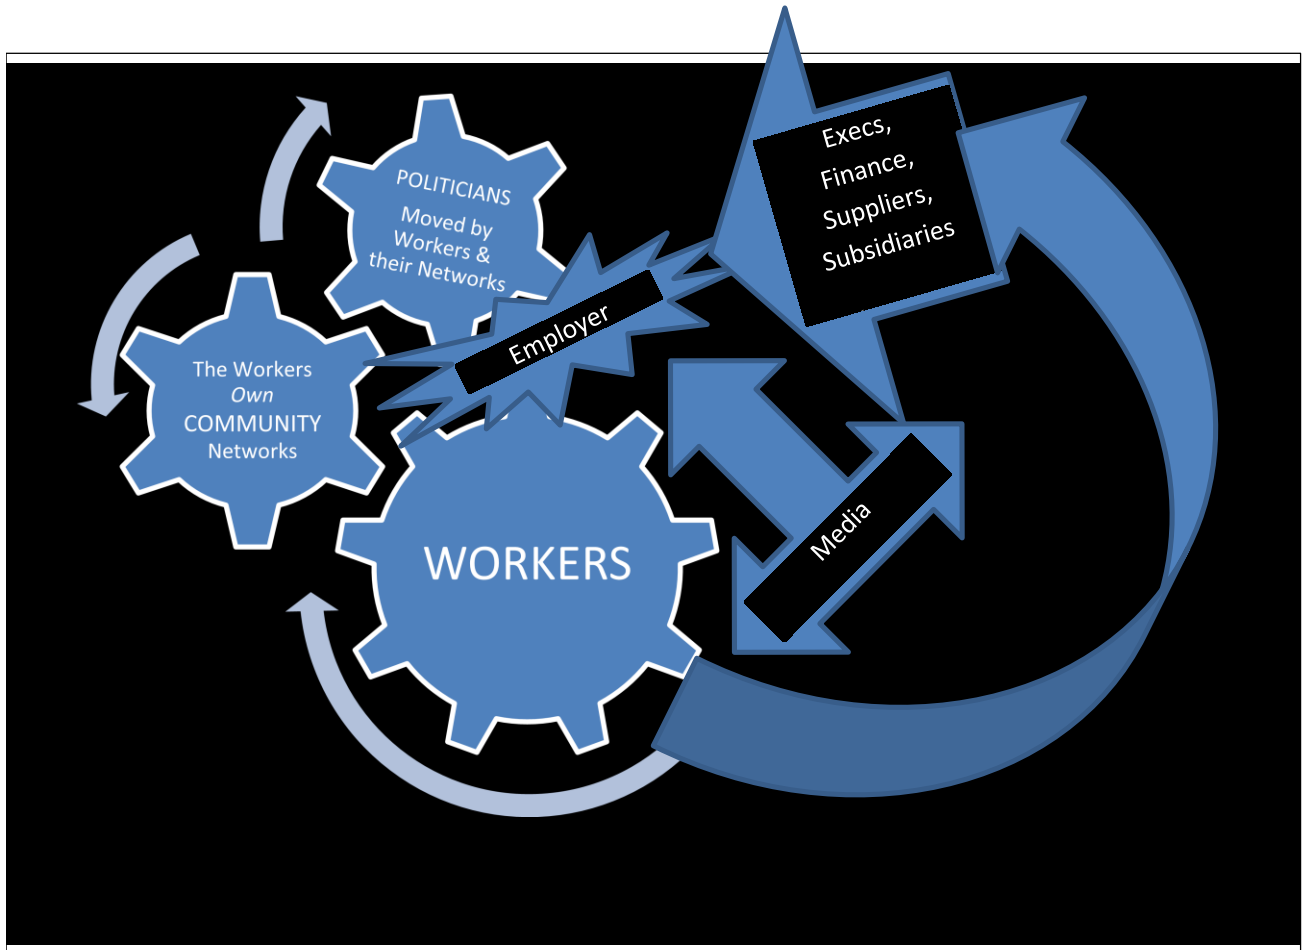 Execs,
Finance,
Suppliers,
Subsidiaries
POLITICIANS
Moved by
Workers &
their Networks
Employer
The Workers
Own
COMMUNITY
Networks
Media
WORKERS